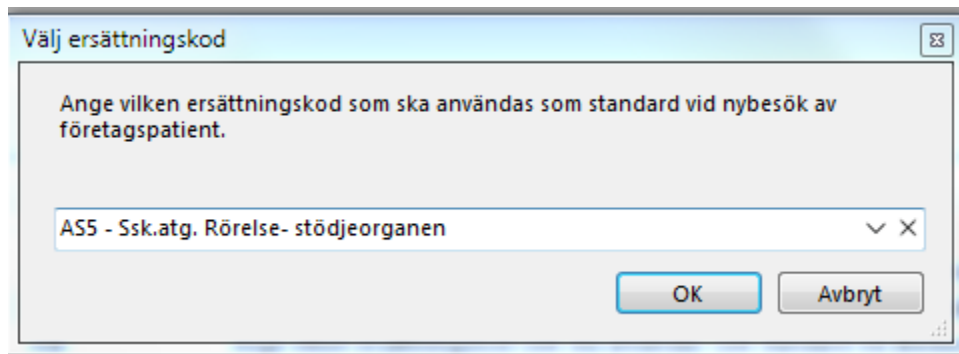 Välj ersättningskod
Ange vilken ersättningskod som ska användas som standard vid nybesök av
företagspatient.
AS5 - Ssk.atg. Rörelse- stödjeorganen
OK
Avbryt